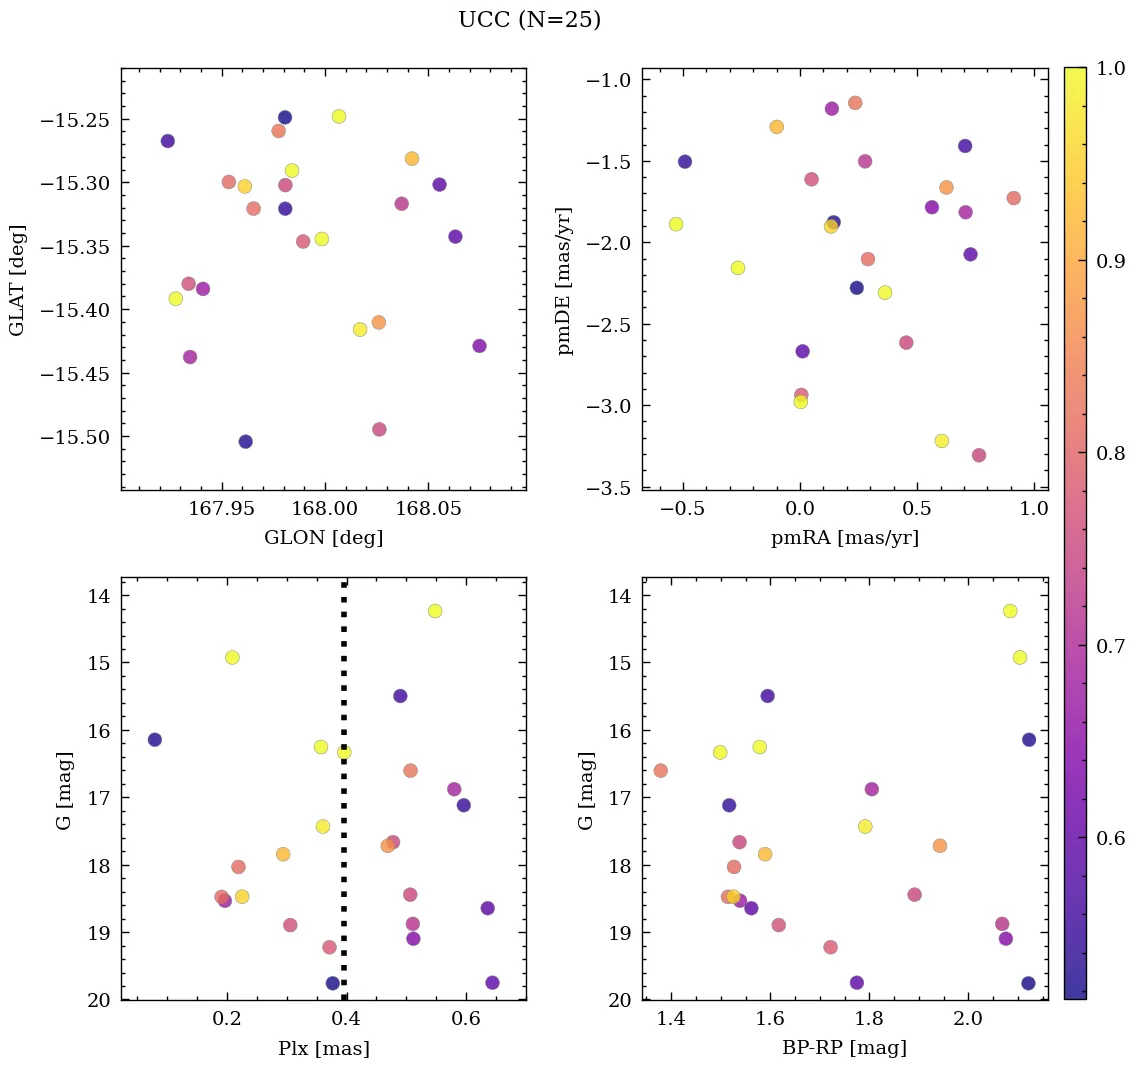 UCC (N=25)
−15.25
−15.30
−15.35
−15.40
−15.45
−15.50
GLAT [deg]
167.95 168.00 168.05
GLON [deg]
−1.0
−1.5
−2.0
−2.5
−3.0
−3.5
pmDE [mas/yr]
−0.5 0.0 0.5 1.0
pmRA [mas/yr]
1.0
0.9
0.8
0.7
0.6
14
15
16
17
18
19
20
G [mag]
0.2 0.4 0.6
Plx [mas]
14
15
16
17
18
19
20
G [mag]
1.4 1.6 1.8 2.0
BP-RP [mag]